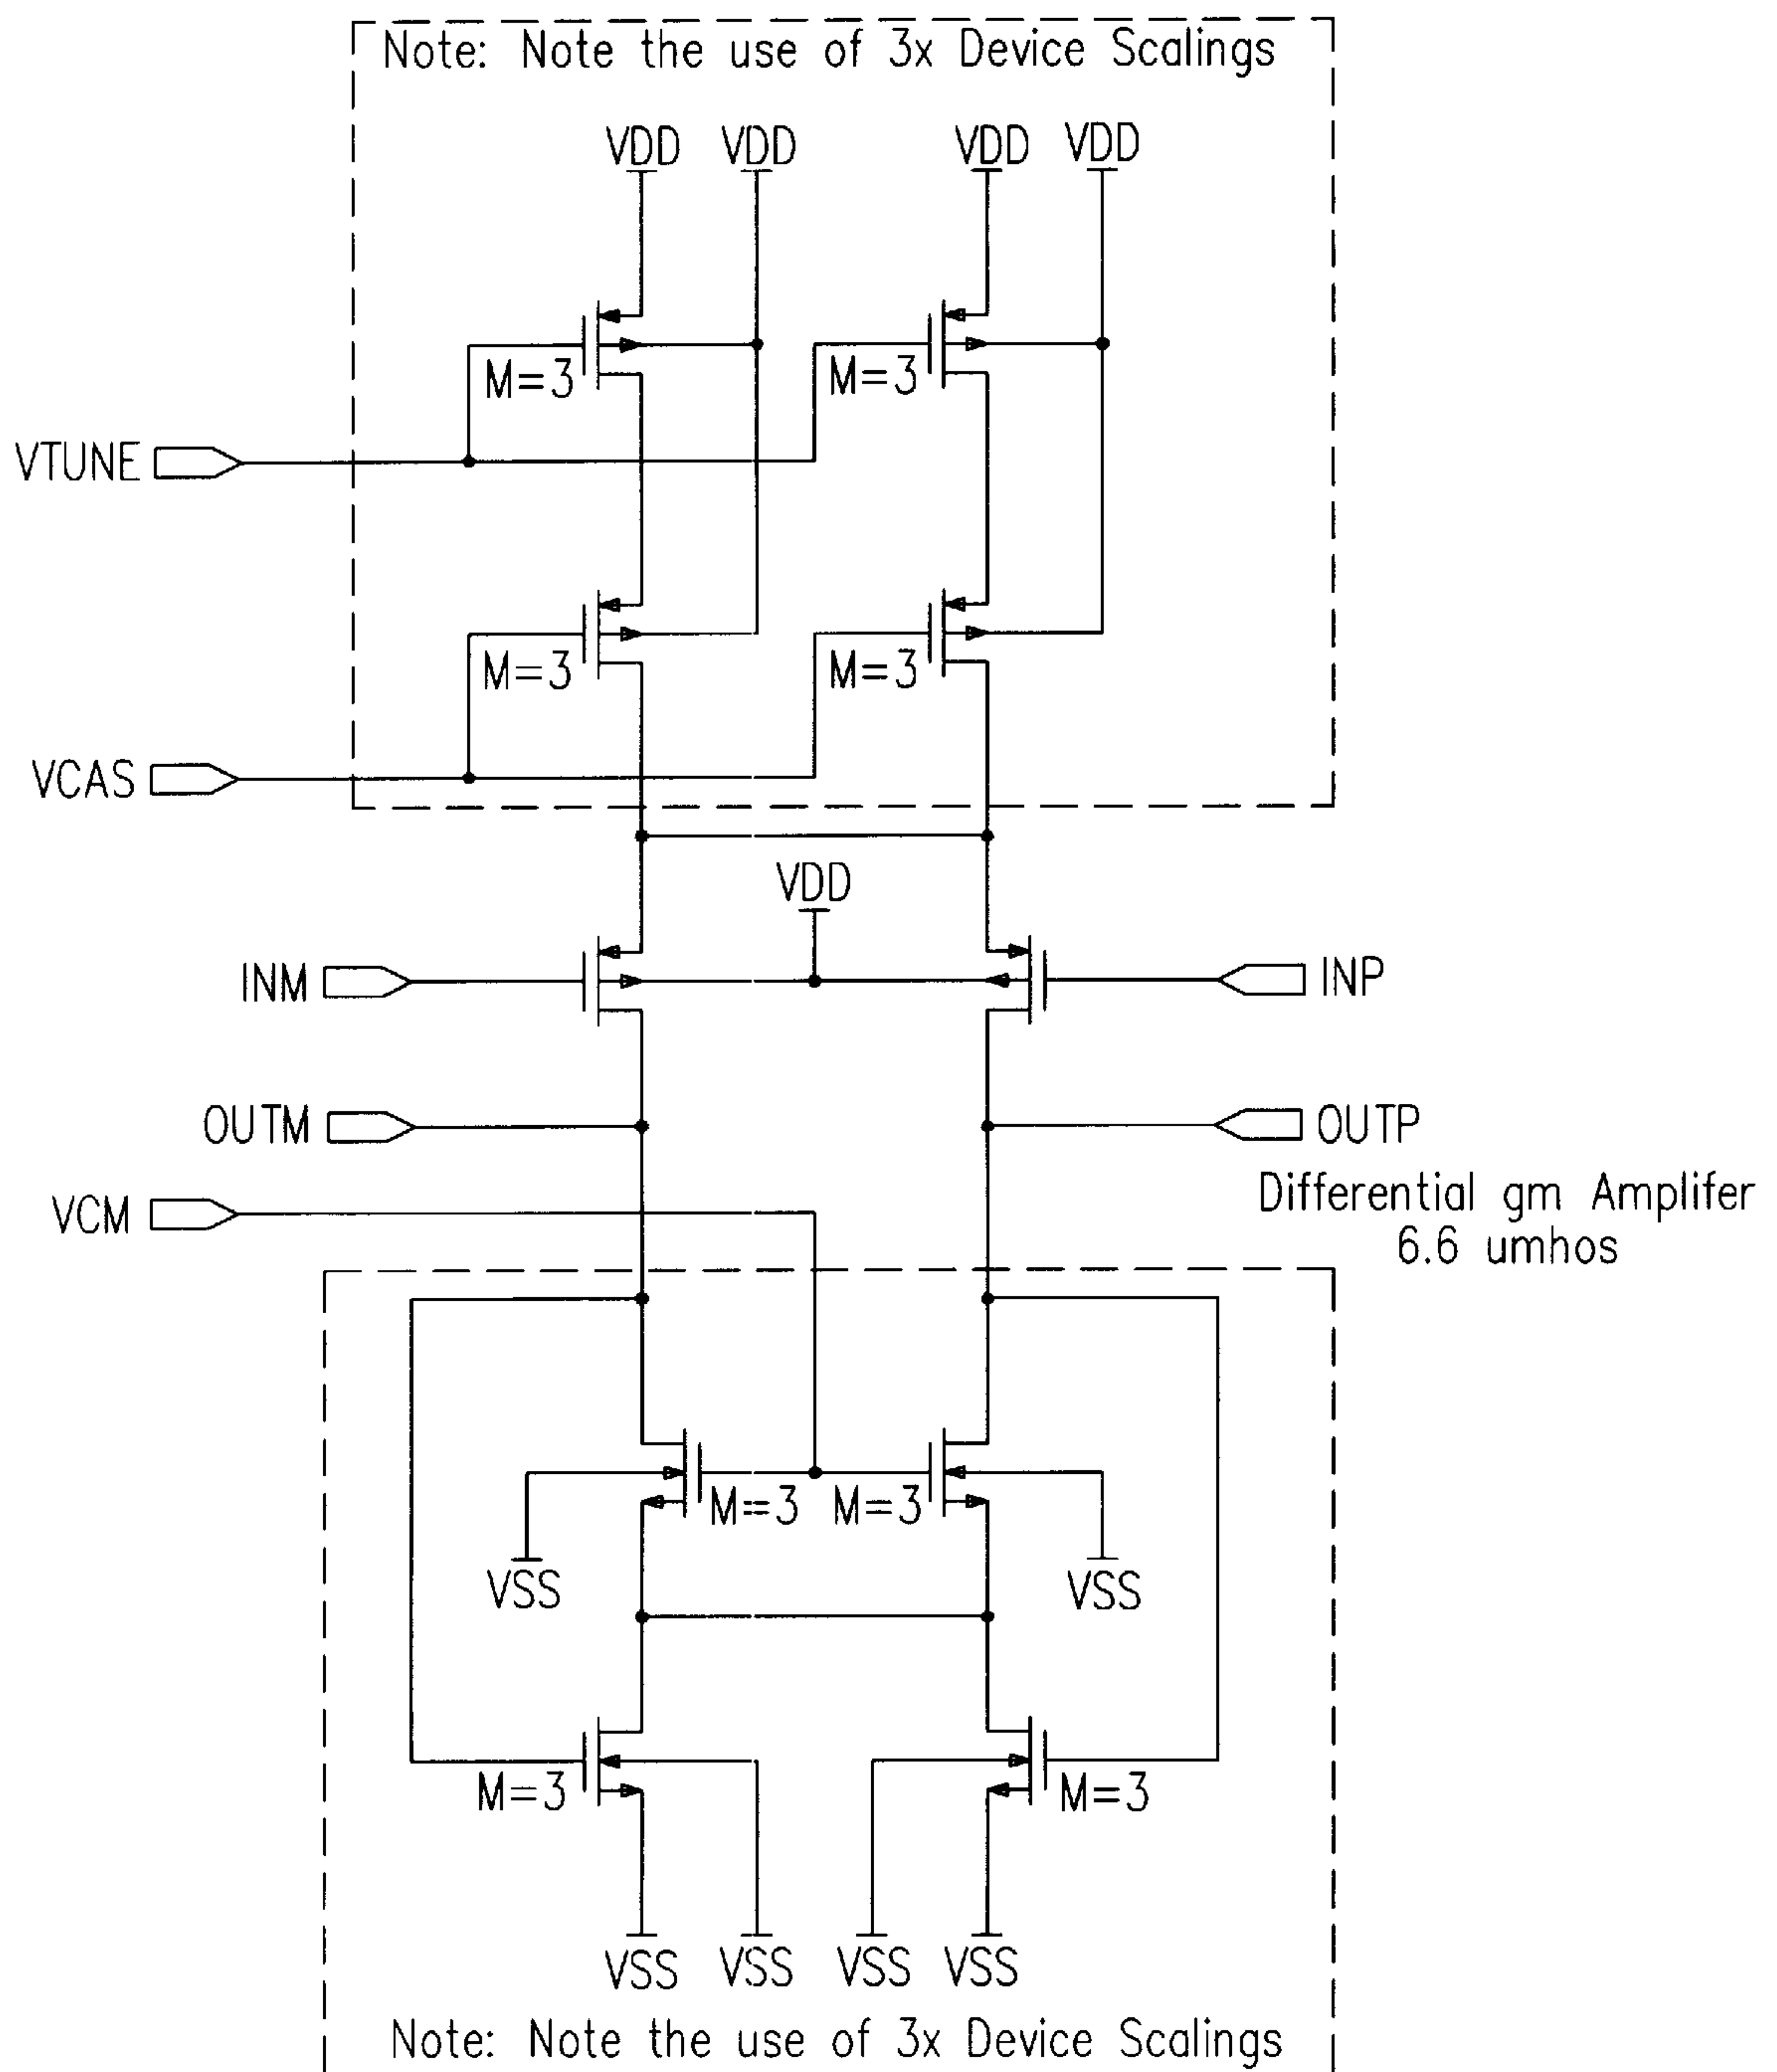 Note: Note the use of 3x Device Scalings
VDD VDD VDD VDD
M=3 M=3
VTUNE
M=3 M=3
VCAS
VDD
INM INP
OUTM OUTP
Differential gm Amplifer
6.6 umhos
VCM
M=3 M=3
VSS VSS
M=3 M=3
VSS VSS VSS VSS
Note: Note the use of 3x Device Scalings